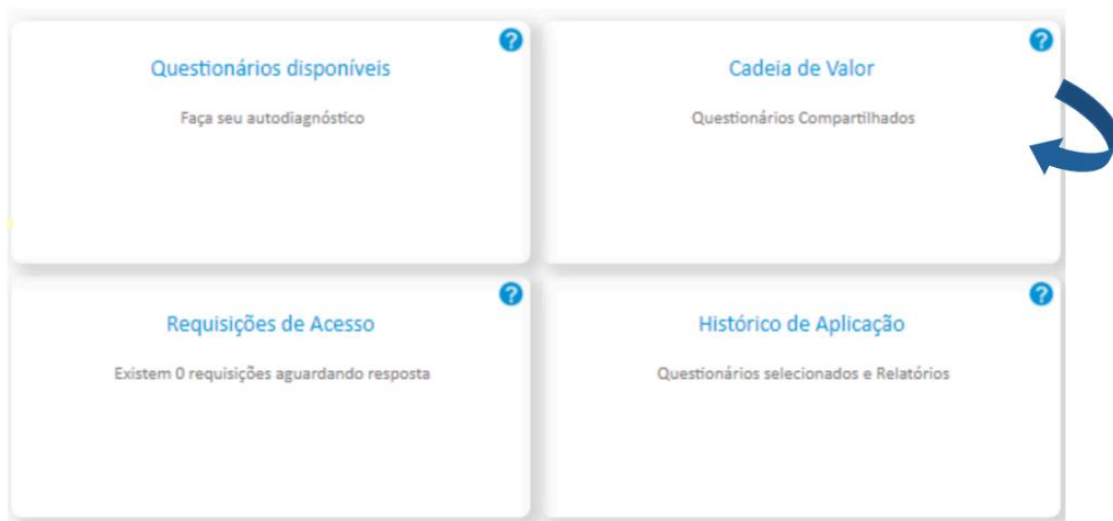 Questionários disponíveis
Faça seu autodiagnóstico
Cadeia de Valor
Questionários Compartilhados
Requisições de Acesso
Existem 0 requisições aguardando resposta
Histórico de Aplicação
Questionários selecionados e Relatórios